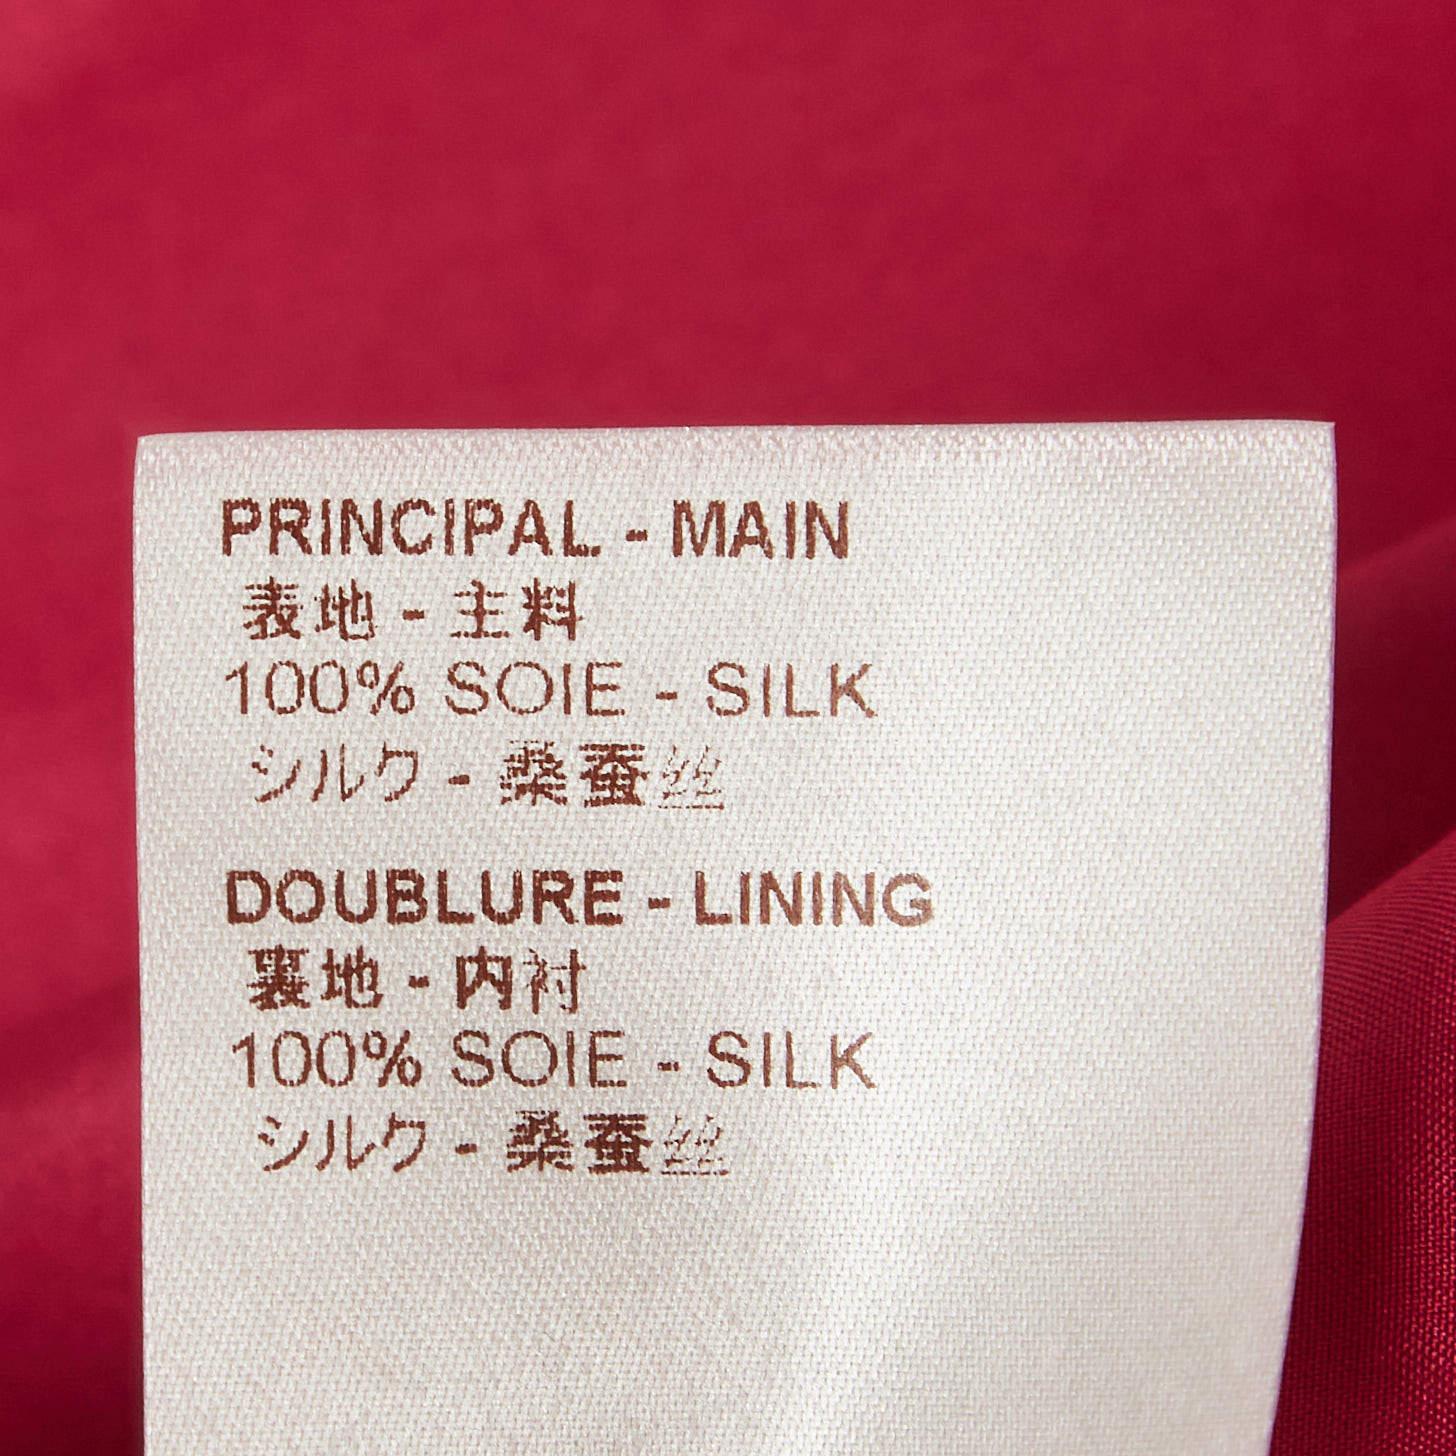 PRINCIPAL - MAIN
表地 - 主料
100% SOIE - SILK
シルク - 桑蚕丝
DOUBLURE - LINING
裏地 - 内衬
100% SOIE - SILK
シルク - 桑蚕丝